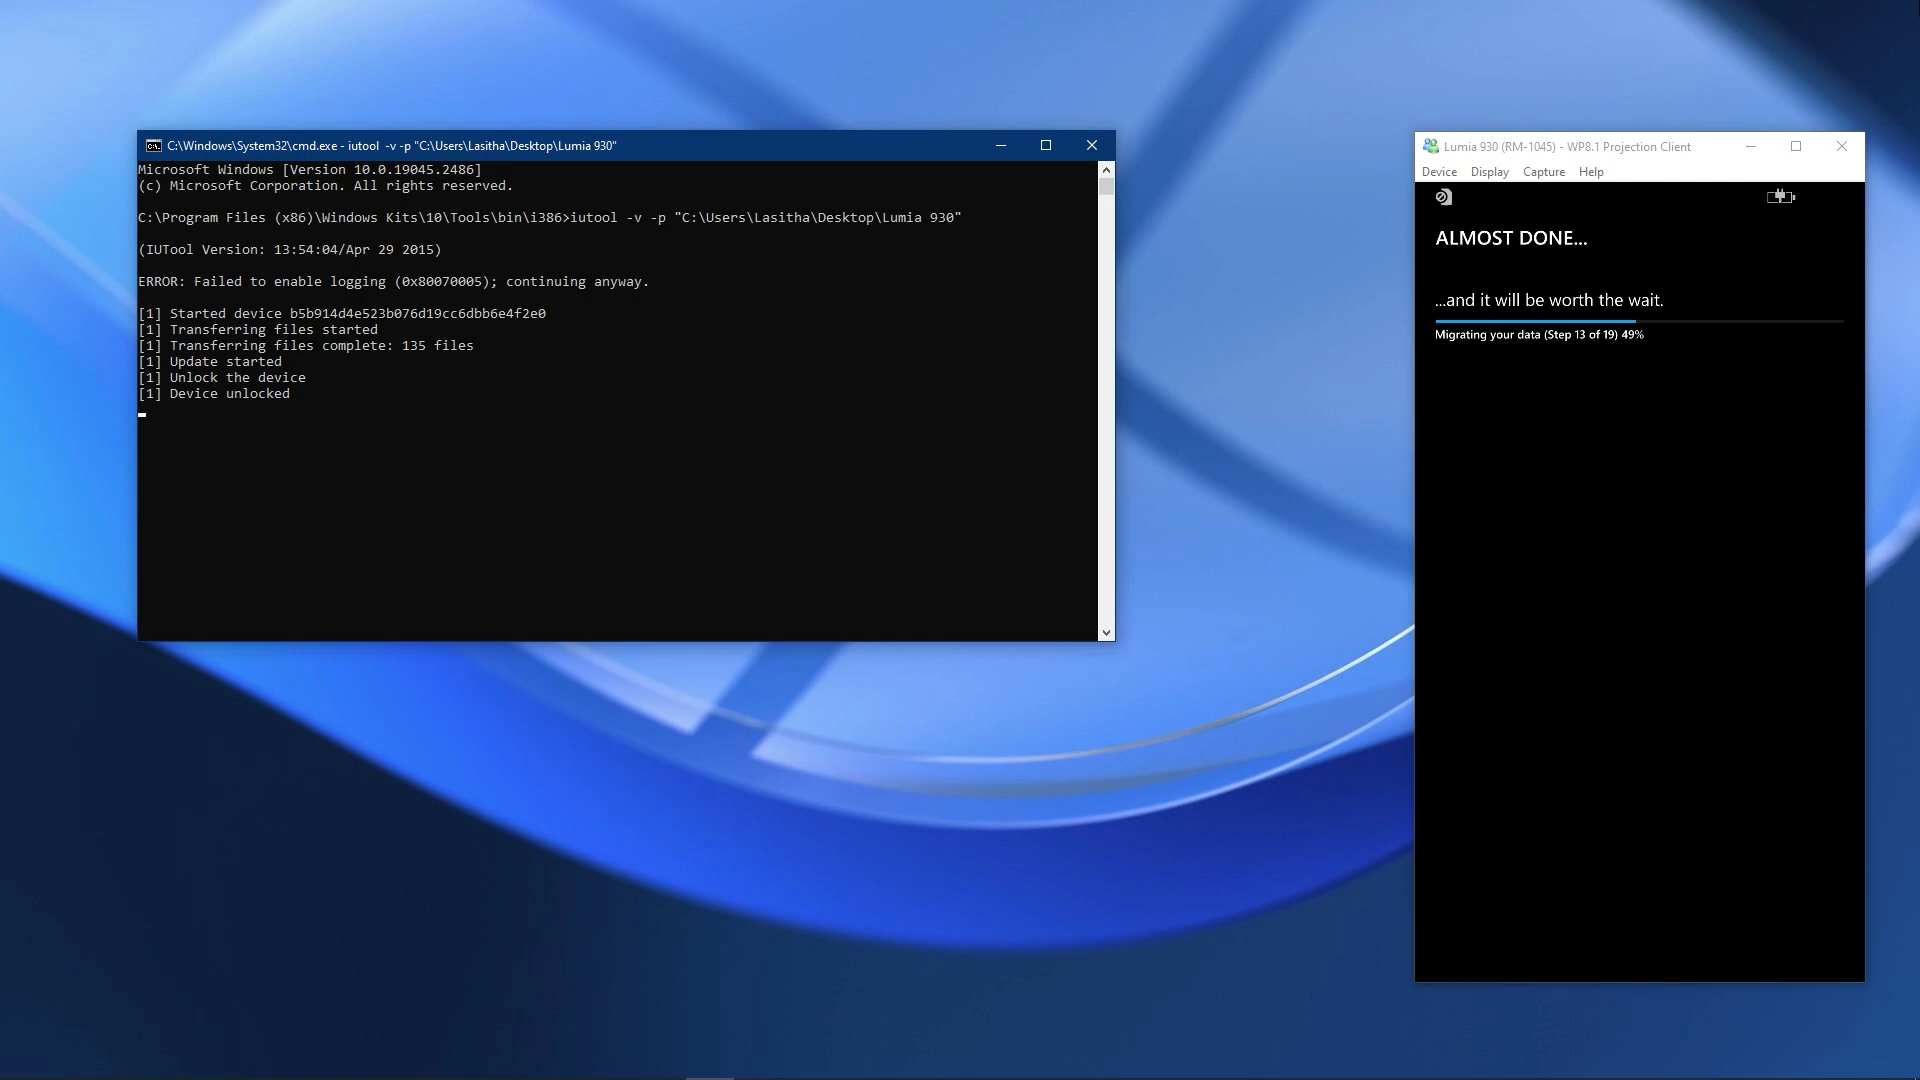 C:\Windows\System32\cmd.exe - iutool  -v -p "C:\Users\Lasitha\Desktop\Lumia 930"
Microsoft Windows [Version 10.0.19045.2486]
(c) Microsoft Corporation. All rights reserved.
C:\Program Files (x86)\Windows Kits\10\Tools\bin\i386>iutool -v -p "C:\Users\Lasitha\Desktop\Lumia 930"
(IUTool Version: 13:54:04/Apr 29 2015)
ERROR: Failed to enable logging (0x80070005); continuing anyway.
[1] Started device b5b914d4e523b076d19cc6dbb6e4f2e0
[1] Transferring files started
[1] Transferring files complete: 135 files
[1] Update started
[1] Unlock the device
[1] Device unlocked
Lumia 930 (RM-1045) - WP8.1 Projection Client
Device Display Capture Help
ALMOST DONE...
...and it will be worth the wait.
Migrating your data (Step 13 of 19) 49%